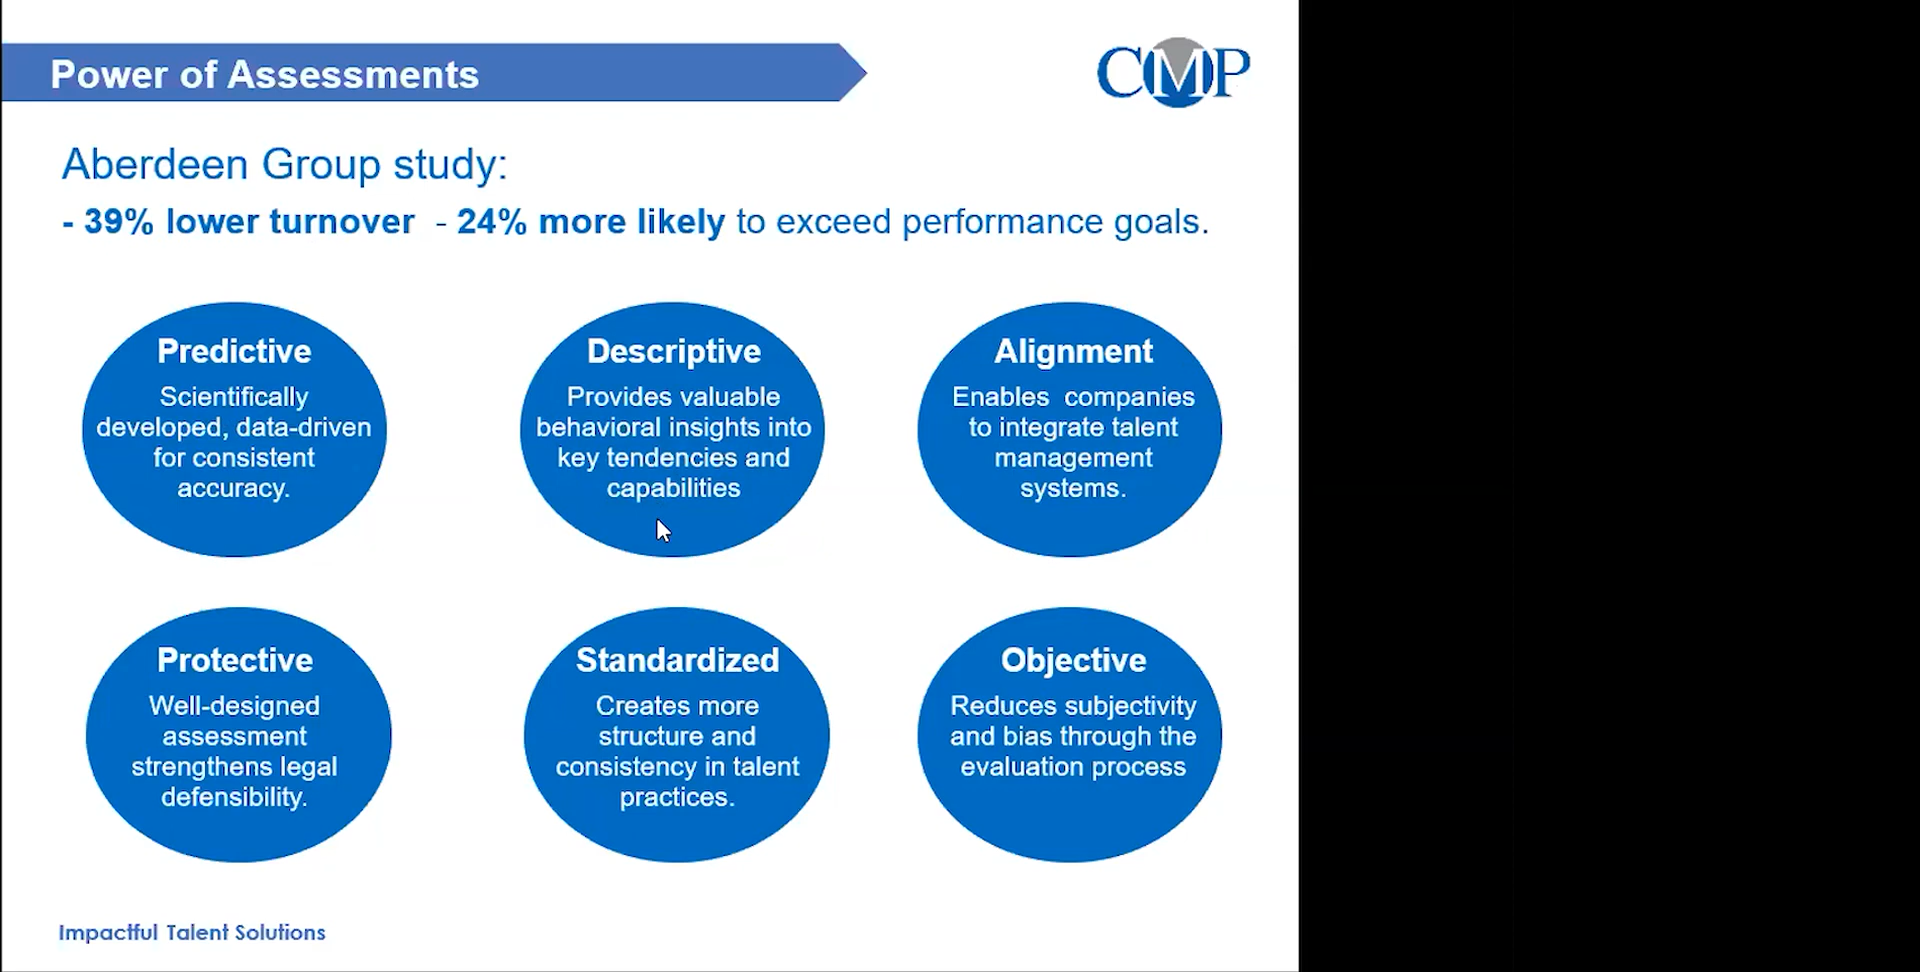 Power of Assessments
CMP
Aberdeen Group study:
- 39% lower turnover  - 24% more likely to exceed performance goals.
Predictive
Scientifically
developed, data-driven
for consistent
accuracy.
Descriptive
Provides valuable
behavioral insights into
key tendencies and
capabilities
Alignment
Enables  companies
to integrate talent
management
systems.
Protective
Well-designed
assessment
strengthens legal
defensibility.
Standardized
Creates more
structure and
consistency in talent
practices.
Objective
Reduces subjectivity
and bias through the
evaluation process
Impactful Talent Solutions